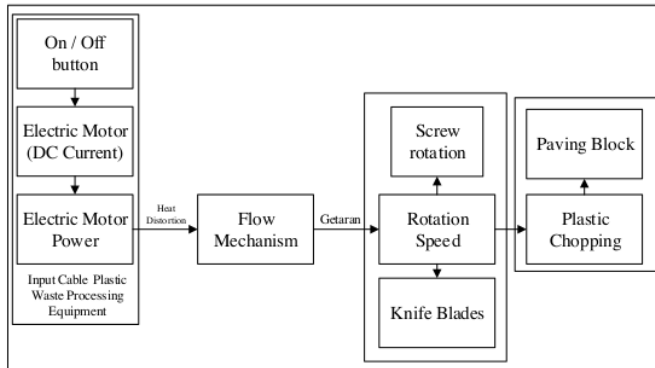 On / Off
button
Electric Motor
(DC Current)
Electric Motor
Power
Input Cable Plastic
Waste Processing
Equipment
Heat
Distortion
Flow
Mechanism
Getaran
Screw
rotation
Rotation
Speed
Knife Blades
Paving Block
Plastic
Chopping